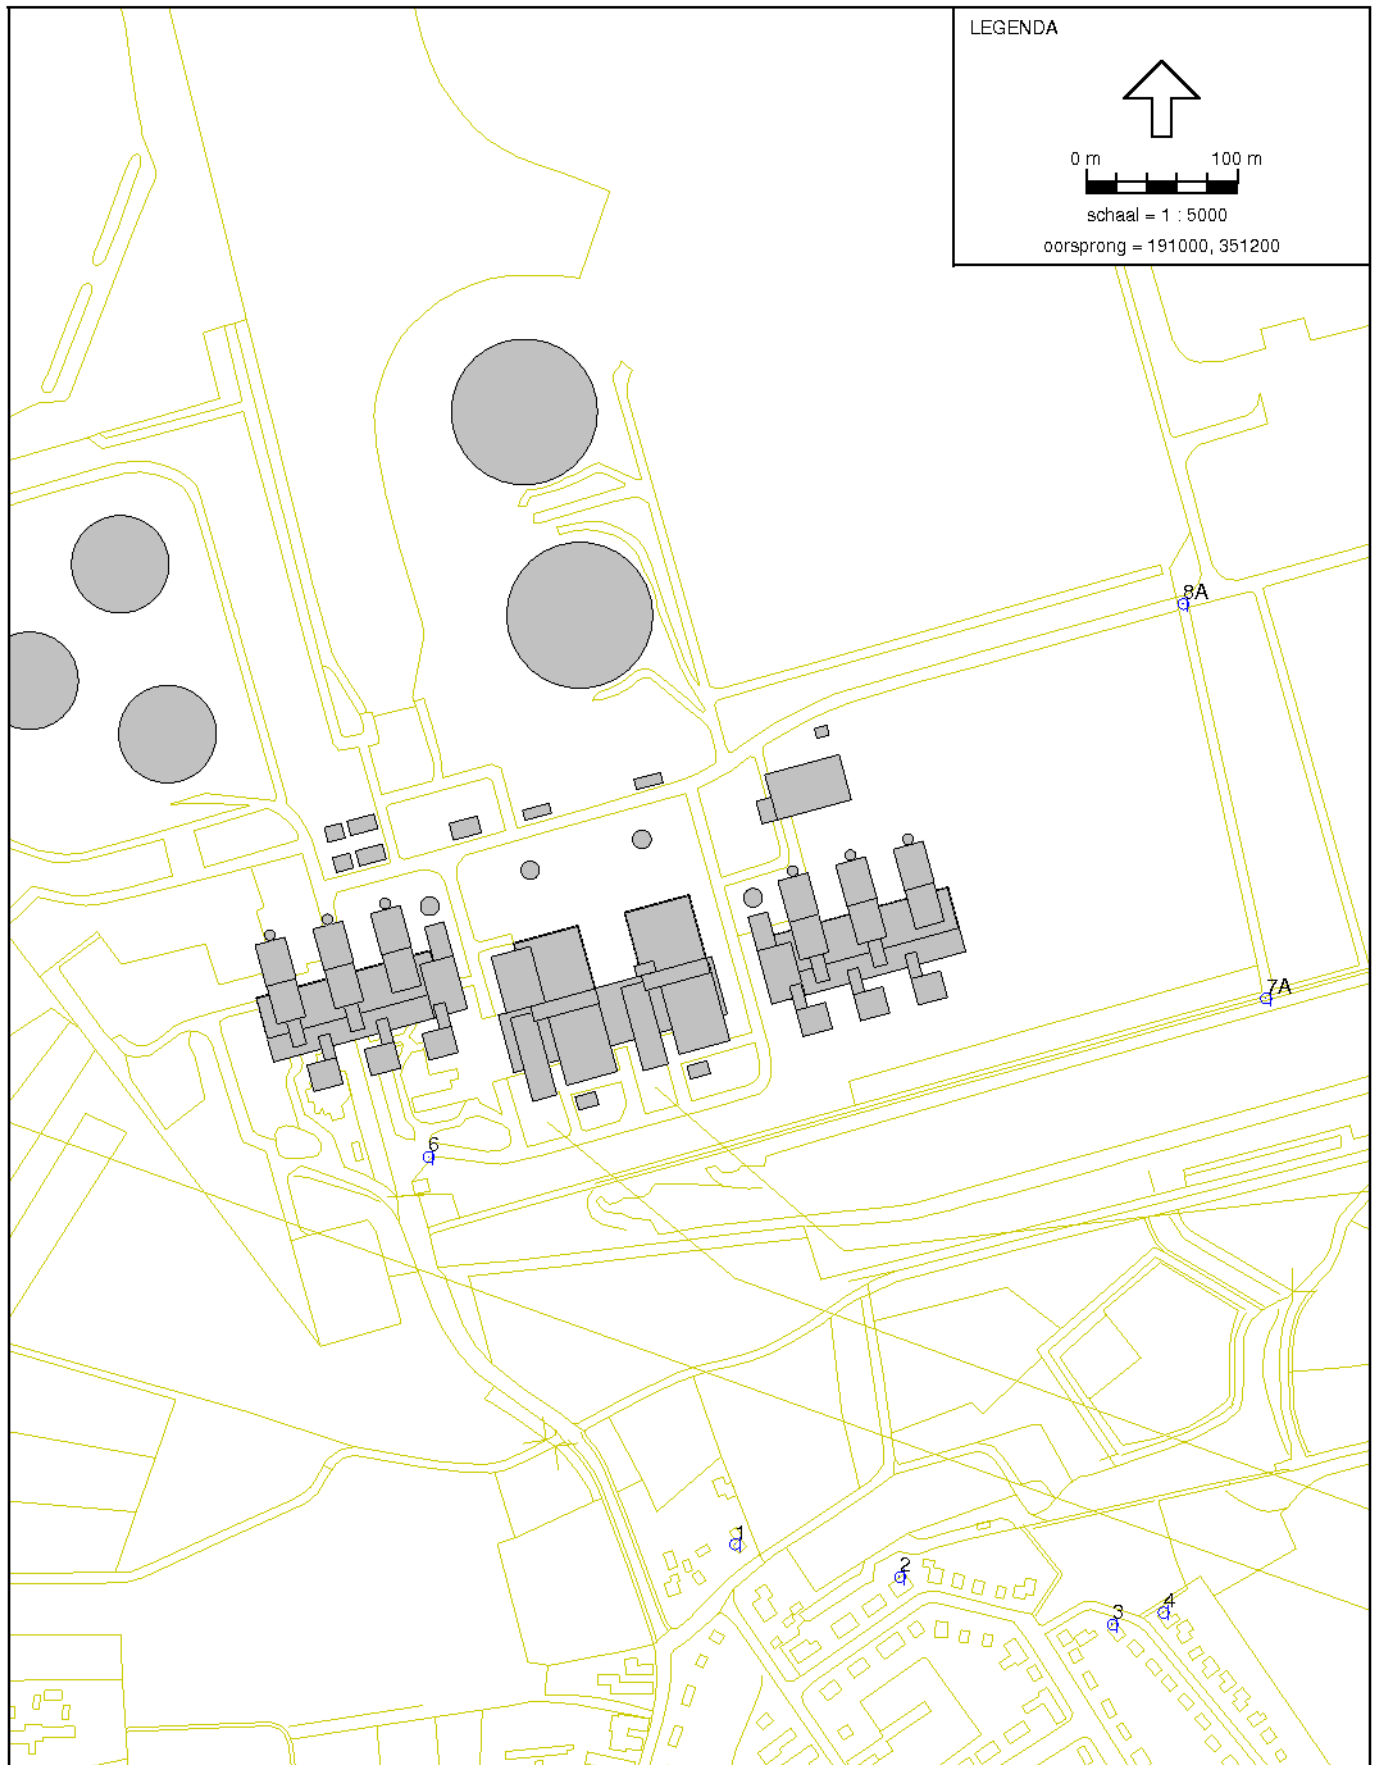 LEGENDA
0 m 100 m
schaal = 1 : 5000
oorsprong = 191000, 351200
8A
7A
6
1
2
3
4